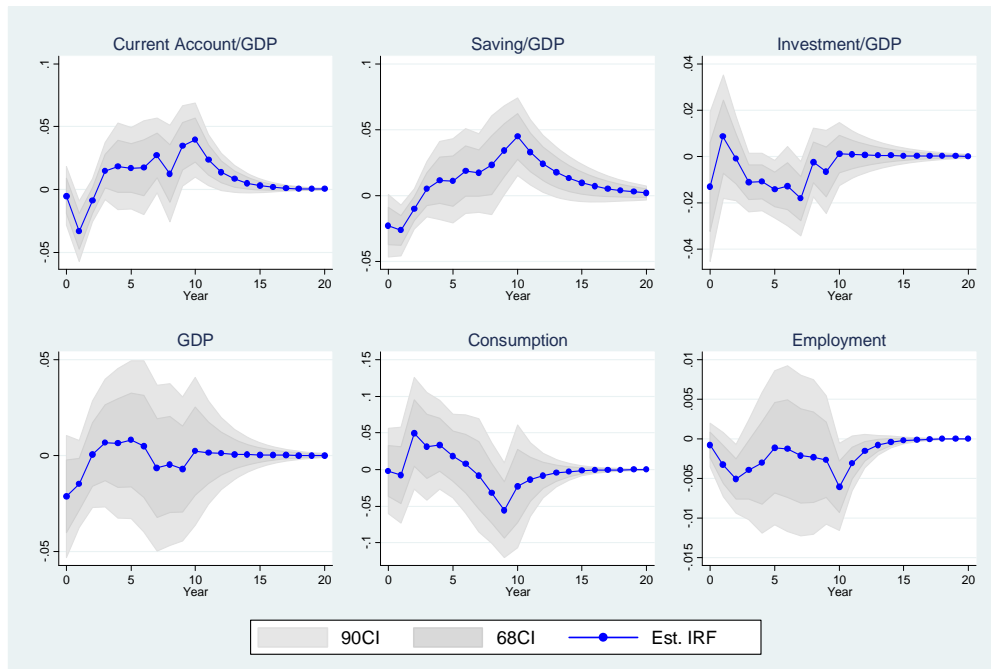 Current Account/GDP
.1
.05
0
-.05
0 5 10 15 20
Year
Saving/GDP
.1
.05
0
-.05
0 5 10 15 20
Year
Investment/GDP
.04
.02
0
-.02
-.04
0 5 10 15 20
Year
GDP
.05
0
-.05
0 5 10 15 20
Year
Consumption
.15
.1
.05
0
-.05
-.1
0 5 10 15 20
Year
Employment
.01
.005
0
-.005
-.01
-.015
0 5 10 15 20
Year
90CI 68CI Est. IRF